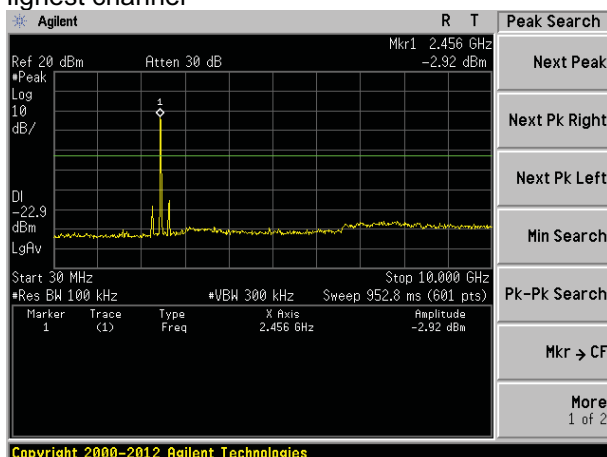 Agilent R T Peak Search
Mkr1 2.456 GHz
Ref 20 dBm Atten 30 dB -2.92 dBm
#Peak
Log
10
dB/
1
DI
-22.9
dBm
LgAv
Start 30 MHz Stop 10.000 GHz
#Res BW 100 kHz #VBW 300 kHz Sweep 952.8 ms (601 pts)
Marker Trace Type X Axis Amplitude
1 (1) Freq 2.456 GHz -2.92 dBm
Next Peak
Next Pk Right
Next Pk Left
Min Search
Pk-Pk Search
Mkr → CF
More
1 of 2
Copyright 2000-2012 Agilent Technologies